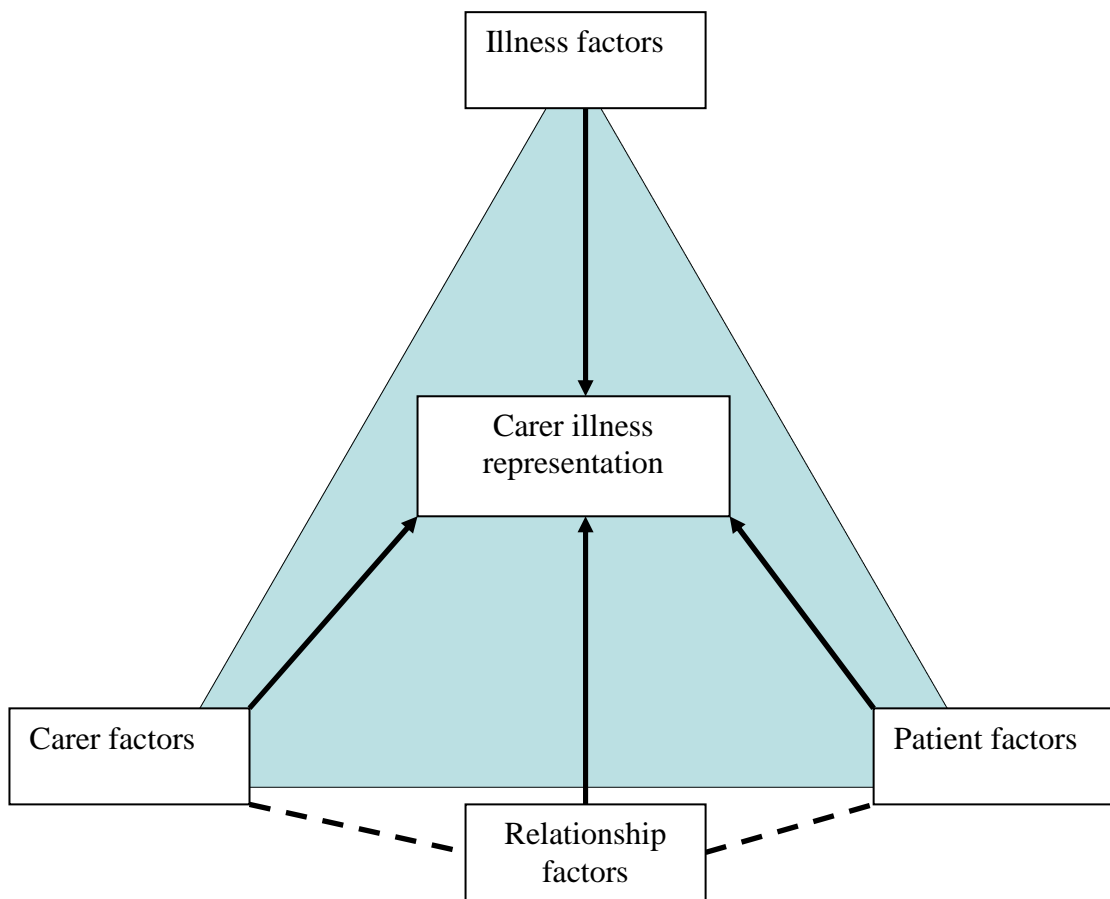 Illness factors
Carer illness
representation
Carer factors
Patient factors
Relationship
factors